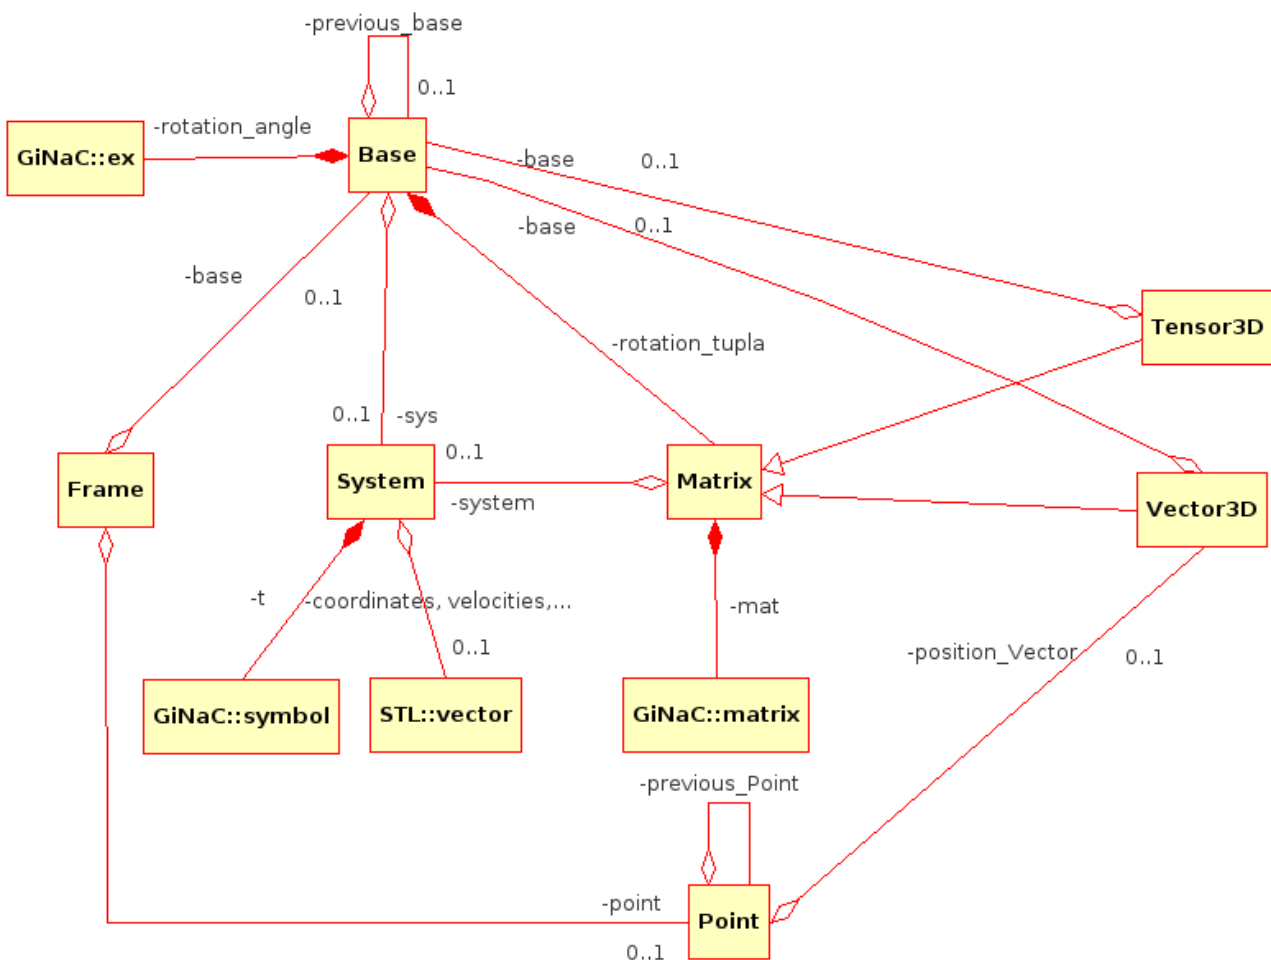 -previous_base
0..1
-rotation_angle
GiNaC::ex
Base
-base
0..1
-base
0..1
-base
0..1
Tensor3D
-rotation_tupla
0..1
-sys
0..1
Frame
System
-system
Matrix
Vector3D
-t
-coordinates, velocities,...
-mat
0..1
-position_Vector
0..1
GiNaC::symbol
STL::vector
GiNaC::matrix
-previous_Point
-point
Point
0..1